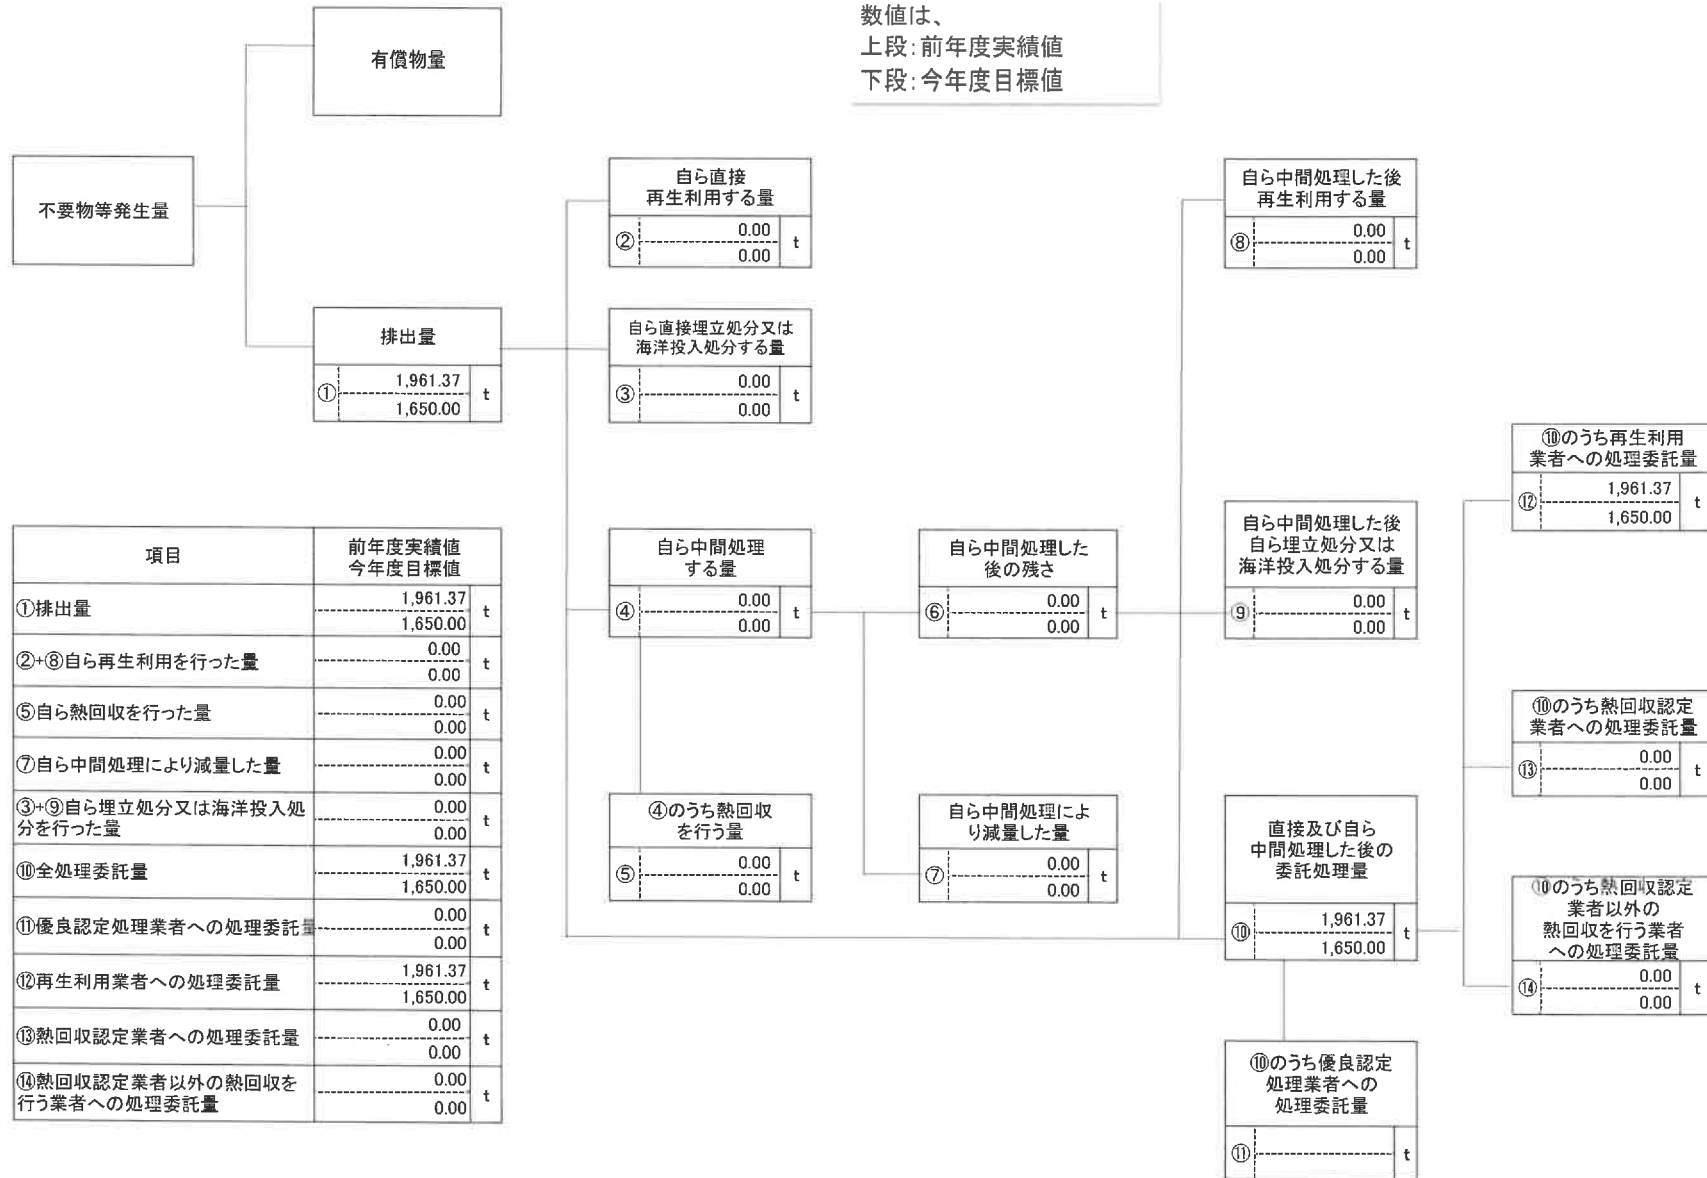 数値は、
上段:前年度実績値
下段:今年度目標値
有償物量
不要物等発生量
排出量
① 1,961.37 t
1,650.00
自ら直接
再生利用する量
② 0.00 t
0.00
自ら直接埋立処分又は
海洋投入処分する量
③ 0.00 t
0.00
自ら中間処理
する量
④ 0.00 t
0.00
④のうち熱回収
を行う量
⑤ 0.00 t
0.00
自ら中間処理した
後の残さ
⑥ 0.00 t
0.00
自ら中間処理によ
り減量した量
⑦ 0.00 t
0.00
自ら中間処理した後
再生利用する量
⑧ 0.00 t
0.00
自ら中間処理した後
自ら埋立処分又は
海洋投入処分する量
⑨ 0.00 t
0.00
直接及び自ら
中間処理した後の
委託処理量
⑩ 1,961.37 t
1,650.00
⑩のうち優良認定
処理業者への
処理委託量
⑪ t
⑩のうち再生利用
業者への処理委託量
⑫ 1,961.37 t
1,650.00
⑩のうち熱回収認定
業者への処理委託量
⑬ 0.00 t
0.00
⑩のうち熱回収認定
業者以外の
熱回収を行う業者
への処理委託量
⑭ 0.00 t
0.00
項目 前年度実績値
今年度目標値
①排出量 1,961.37 t
1,650.00
②+⑧自ら再生利用を行った量 0.00 t
0.00
⑤自ら熱回収を行った量 0.00 t
0.00
⑦自ら中間処理により減量した量 0.00 t
0.00
③+⑨自ら埋立処分又は海洋投入処 0.00 t
分を行った量 0.00
⑩全処理委託量 1,961.37 t
1,650.00
⑪優良認定処理業者への処理委託量 0.00 t
0.00
⑫再生利用業者への処理委託量 1,961.37 t
1,650.00
⑬熱回収認定業者への処理委託量 0.00 t
0.00
⑭熱回収認定業者以外の熱回収を 0.00 t
行う業者への処理委託量 0.00